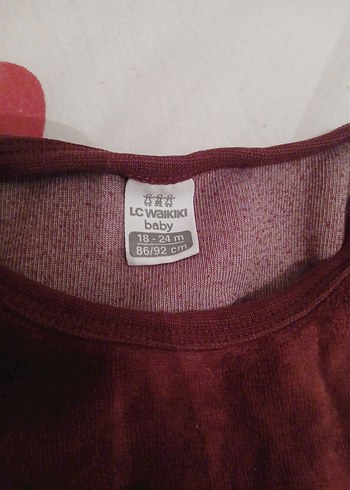 LC WAIKIKI
baby
18 - 24 m
86/92 cm